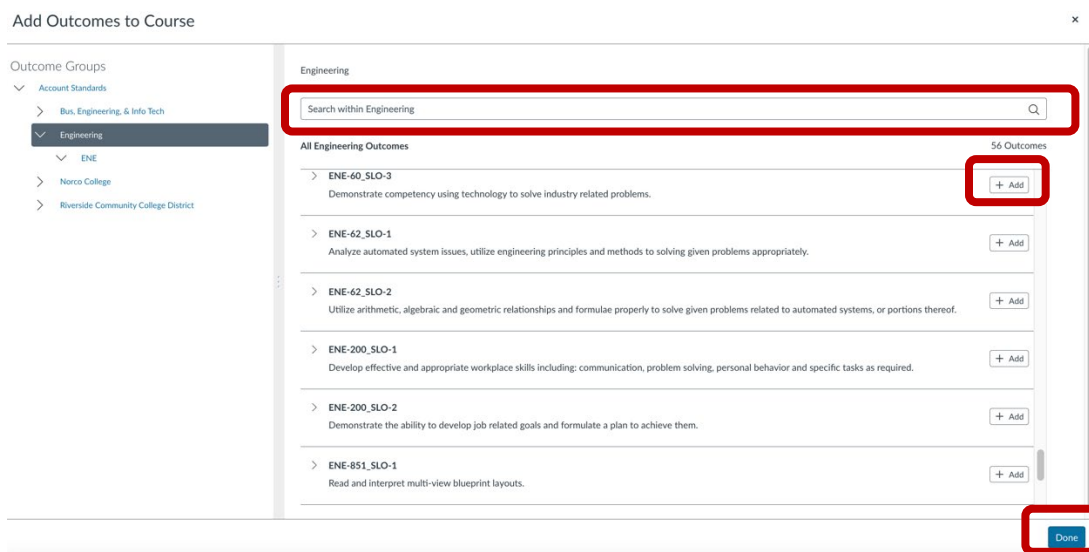 Add Outcomes to Course
×
Outcome Groups
Account Standards
Bus, Engineering, & Info Tech
Engineering
ENE
Norco College
Riverside Community College District
Engineering
Search within Engineering
All Engineering Outcomes 56 Outcomes
ENE-60_SLO-3
+ Add
Demonstrate competency using technology to solve industry related problems.
ENE-62_SLO-1
+ Add
Analyze automated system issues, utilize engineering principles and methods to solving given problems appropriately.
ENE-62_SLO-2
+ Add
Utilize arithmetic, algebraic and geometric relationships and formulae properly to solve given problems related to automated systems, or portions thereof.
ENE-200_SLO-1
+ Add
Develop effective and appropriate workplace skills including: communication, problem solving, personal behavior and specific tasks as required.
ENE-200_SLO-2
+ Add
Demonstrate the ability to develop job related goals and formulate a plan to achieve them.
ENE-851_SLO-1
+ Add
Read and interpret multi-view blueprint layouts.
Done